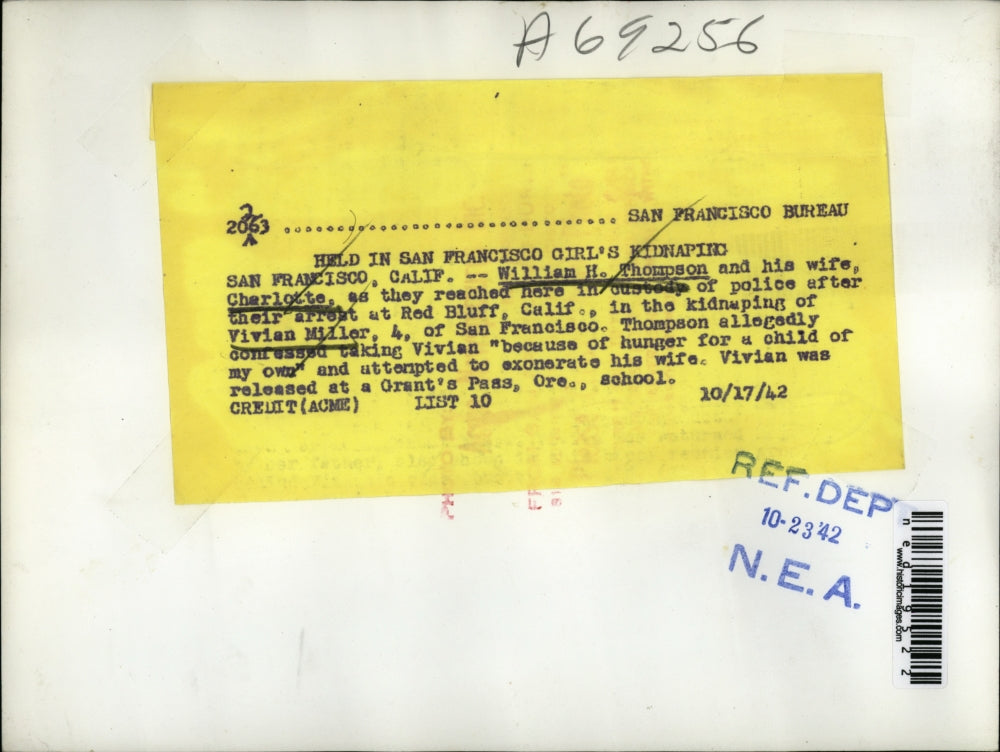 A69256
2063 ........................................ SAN FRANCISCO BUREAU
HELD IN SAN FRANCISCO GIRL'S KIDNAPING
SAN FRANCISCO, CALIF. -- William H. Thompson and his wife,
Charlotte, as they reached here in custody of police after
their arrest at Red Bluff, Calif., in the kidnaping of
Vivian Miller, 4, of San Francisco. Thompson allegedly
confessed taking Vivian "because of hunger for a child of
my own" and attempted to exonerate his wife. Vivian was
released at a Grant's Pass, Ore., school.
CREDIT(ACME) LIST 10 10/17/42
REF. DEPT
10-23'42
N.E.A.
www.historicimages.com
ned19522